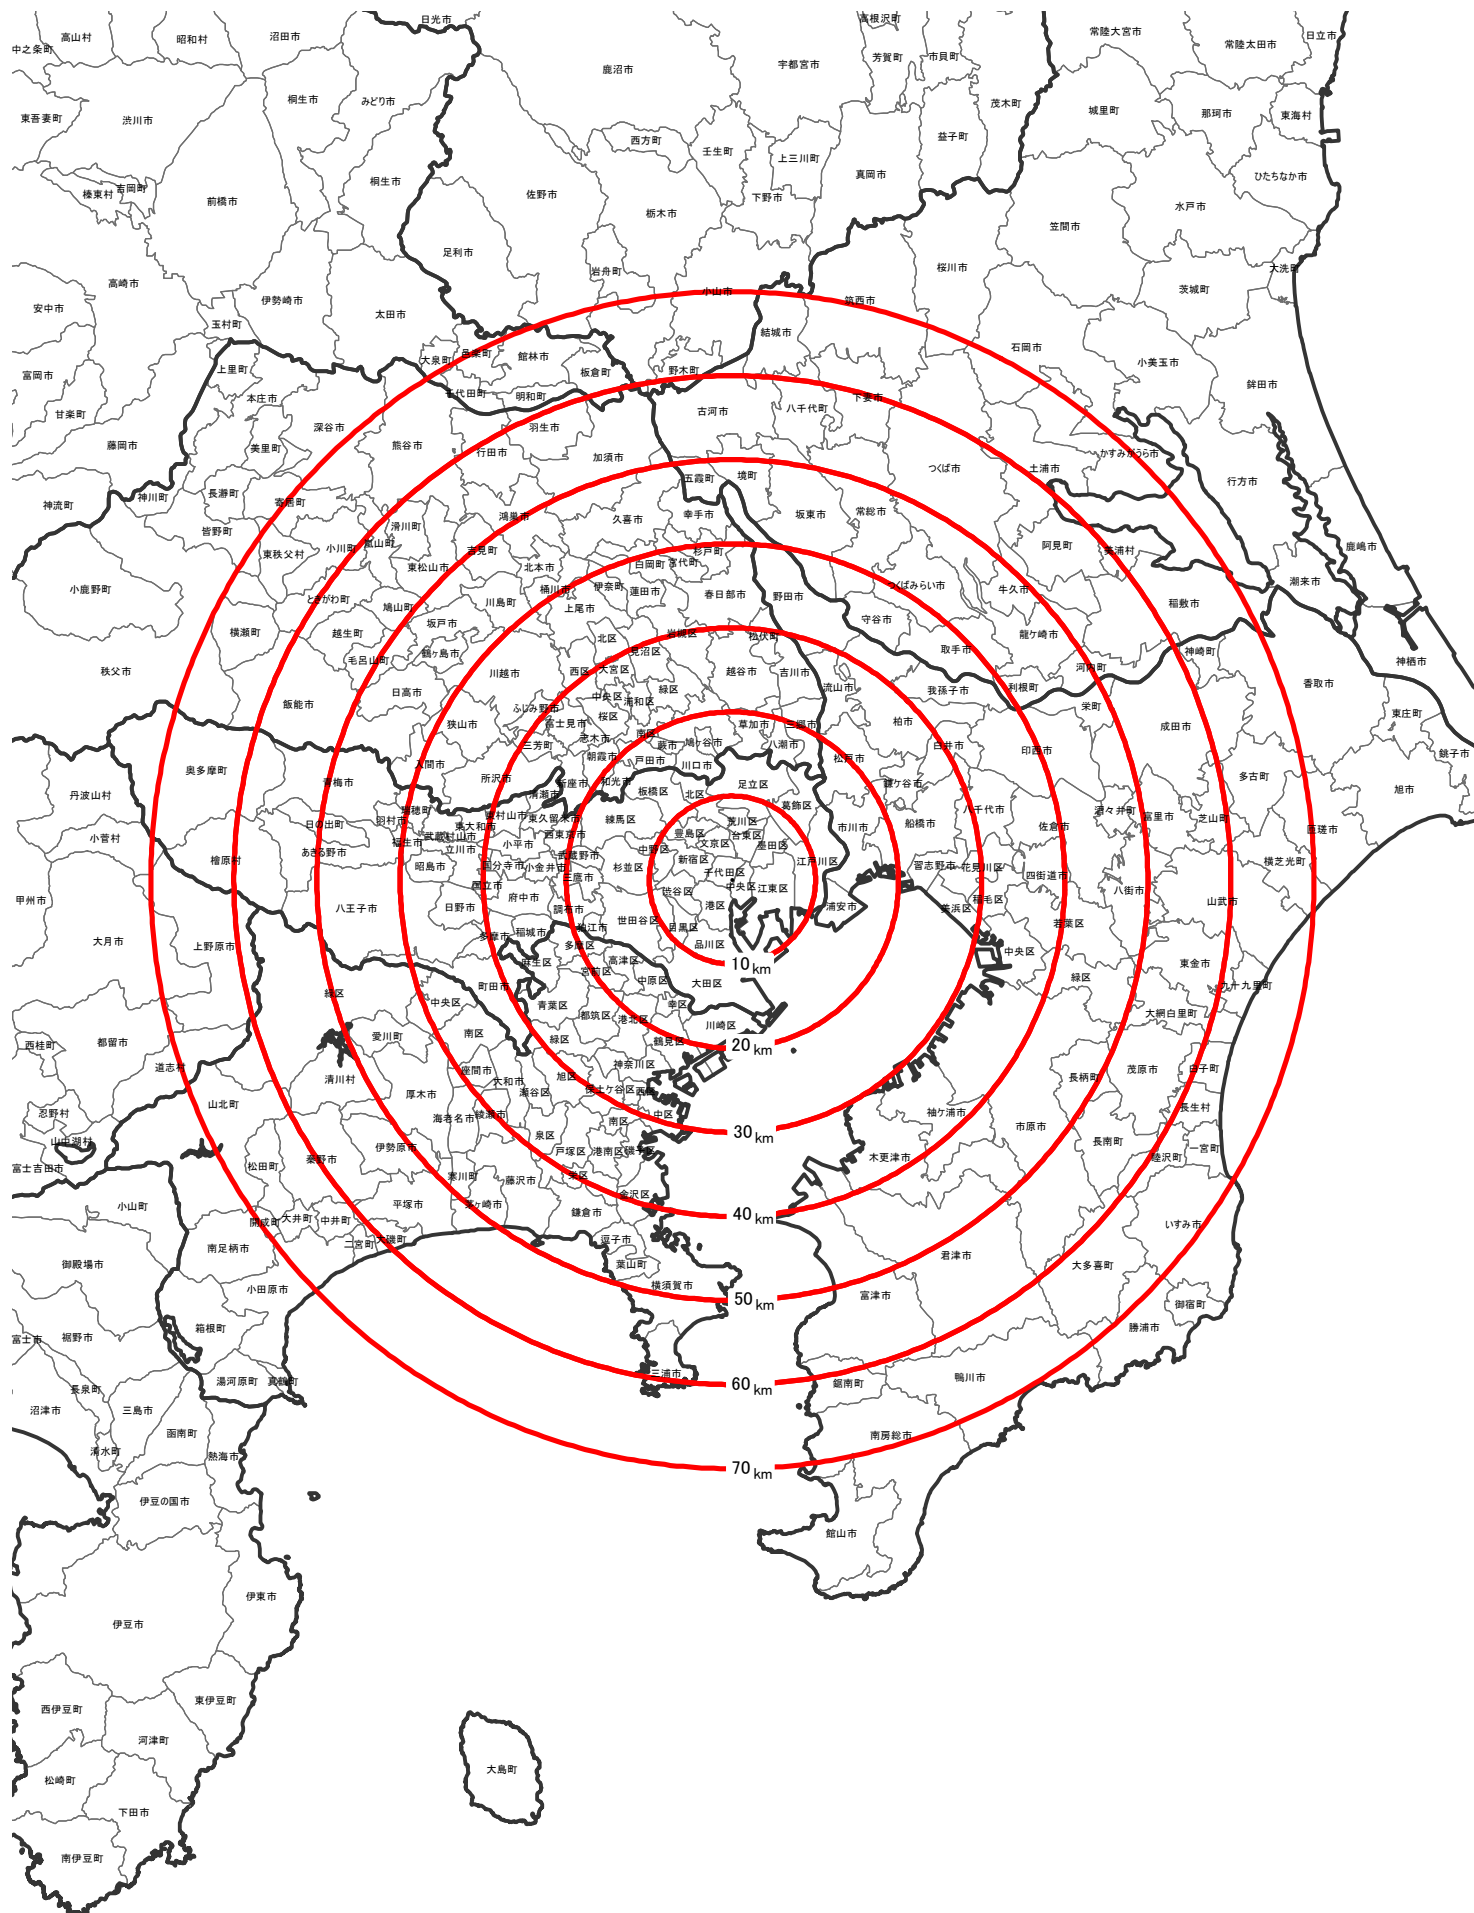 日光市
高根沢町
高山村
昭和村
沼田市
中之条町
鹿沼市
宇都宮市
芳賀町
市貝町
常陸大宮市
常陸太田市
日立市
桐生市
みどり市
茂木町
東吾妻町
渋川市
城里町
那珂市
東海村
西方町
壬生町
上三川町
益子町
真岡市
ひたちなか市
榛東村
吉岡町
前橋市
桐生市
佐野市
栃木市
下野市
水戸市
笠間市
足利市
岩舟町
桜川市
大洗町
高崎市
伊勢崎市
茨城町
安中市
太田市
小山市
筑西市
玉村町
結城市
石岡市
大泉町
邑楽町
館林市
小美玉市
富岡市
上里町
板倉町
野木町
鉾田市
本庄市
千代田町
明和町
下妻市
甘楽町
深谷市
羽生市
古河市
八千代町
藤岡市
美里町
熊谷市
行田市
加須市
かすみがうら市
つくば市
土浦市
五霞町
境町
行方市
神川町
長瀞町
寄居町
神流町
鴻巣市
久喜市
幸手市
坂東市
常総市
皆野町
滑川町
東秩父村
小川町
嵐山町
吉見町
杉戸町
阿見町
美浦村
鹿嶋市
東松山市
北本市
白岡町
宮代町
潮来市
小鹿野町
ときがわ町
鳩山町
川島町
桶川市
伊奈町
蓮田市
春日部市
野田市
つくばみらい市
牛久市
稲敷市
上尾市
坂戸市
守谷市
横瀬町
越生町
北区
岩槻区
松伏町
龍ケ崎市
取手市
神崎町
毛呂山町
鶴ヶ島市
見沼区
神栖市
秩父市
川越市
西区
大宮区
越谷市
吉川市
河内町
香取市
日高市
中央区
緑区
流山市
我孫子市
利根町
飯能市
ふじみ野市
浦和区
栄町
東庄町
狭山市
富士見市
桜区
草加市
三郷市
柏市
成田市
三芳町
志木市
南区
蕨市
鳩ヶ谷市
八潮市
白井市
印西市
銚子市
入間市
朝霞市
戸田市
川口市
松戸市
奥多摩町
青梅市
所沢市
新座市
和光市
足立区
鎌ケ谷市
多古町
旭市
丹波山村
清瀬市
板橋区
北区
葛飾区
瑞穂町
東村山市
東久留米市
練馬区
荒川区
市川市
船橋市
八千代市
酒々井町
富里市
芝山町
日の出町
羽村市
東大和市
武蔵村山市
西東京市
豊島区
台東区
佐倉市
匝瑳市
小菅村
福生市
立川市
小平市
中野区
文京区
墨田区
檜原村
あきる野市
昭島市
国分寺市
小金井市
武蔵野市
杉並区
新宿区
江戸川区
習志野市
花見川区
四街道市
横芝光町
三鷹市
千代田区
甲州市
国立市
中央区
江東区
八街市
府中市
渋谷区
稲毛区
山武市
八王子市
日野市
調布市
港区
浦安市
美浜区
世田谷区
目黒区
若葉区
多摩市
稲城市
狛江市
大月市
上野原市
多摩区
品川区
中央区
麻生区
宮前区
高津区
東金市
10km
緑区
町田市
中原区
大田区
緑区
九十九里町
中央区
青葉区
幸区
都筑区
港北区
川崎区
大網白里町
西桂町
都留市
愛川町
南区
緑区
鶴見区
20km
道志村
座間市
神奈川区
茂原市
白子町
清川村
大和市
旭区
長柄町
山北町
厚木市
瀬谷区
保土ケ谷区
西区
忍野村
海老名市
綾瀬市
中区
袖ケ浦市
長生村
山中湖村
南区
30km
市原市
泉区
長南町
一宮町
伊勢原市
戸塚区
港南区
磯子区
木更津市
睦沢町
富士吉田市
松田町
秦野市
寒川町
栄区
藤沢市
金沢区
小山町
平塚市
茅ヶ崎市
鎌倉市
40km
いすみ市
開成町
大井町
中井町
南足柄市
二宮町
大磯町
逗子市
君津市
御殿場市
葉山町
大多喜町
小田原市
横須賀市
富津市
50km
御宿町
箱根町
勝浦市
富士市
裾野市
三浦市
湯河原町
真鶴町
60km
鋸南町
鴨川市
長泉町
沼津市
三島市
函南町
南房総市
清水町
熱海市
70km
伊豆の国市
館山市
伊東市
伊豆市
東伊豆町
西伊豆町
河津町
大島町
松崎町
下田市
南伊豆町